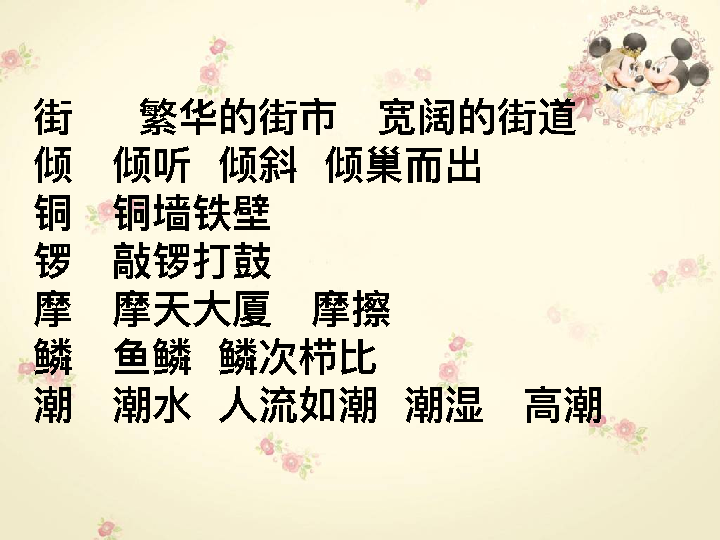 街 繁华的街市 宽阔的街道
倾 倾听 倾斜 倾巢而出
铜 铜墙铁壁
锣 敲锣打鼓
摩 摩天大厦 摩擦
鳞 鱼鳞 鳞次栉比
潮 潮水 人流如潮 潮湿 高潮